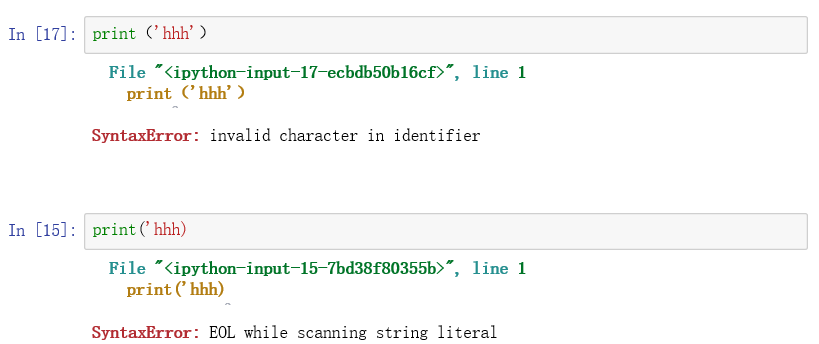 In [17]: print （'hhh'）
File "<ipython-input-17-ecbdb50b16cf>", line 1
print （'hhh'）
^
SyntaxError: invalid character in identifier
In [15]: print('hhh)
File "<ipython-input-15-7bd38f80355b>", line 1
print('hhh)
^
SyntaxError: EOL while scanning string literal